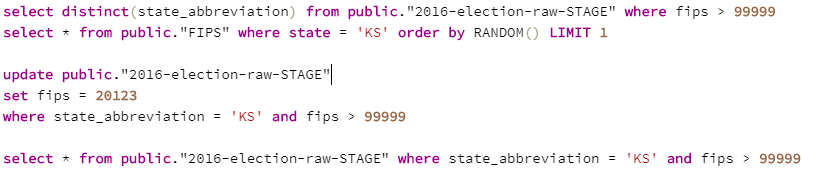 select distinct(state_abbreviation) from public."2016-election-raw-STAGE" where fips > 99999
select * from public."FIPS" where state = 'KS' order by RANDOM() LIMIT 1
update public."2016-election-raw-STAGE"
set fips = 20123
where state_abbreviation = 'KS' and fips > 99999
select * from public."2016-election-raw-STAGE" where state_abbreviation = 'KS' and fips > 99999